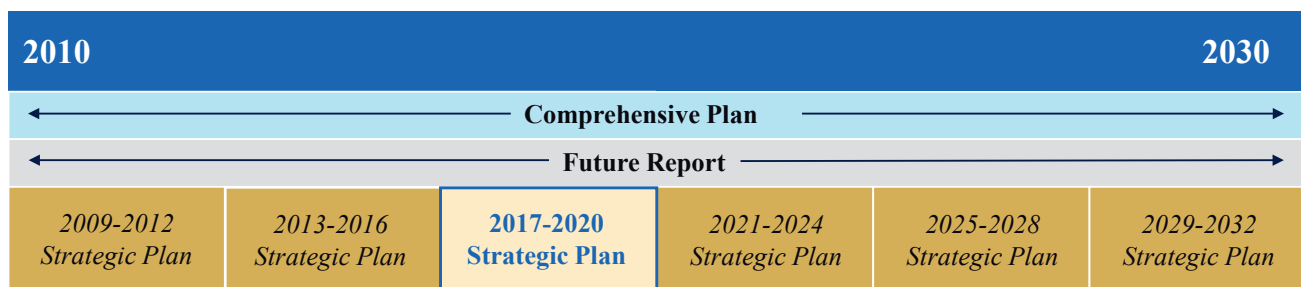 2010 2030
Comprehensive Plan
Future Report
2009-2012
Strategic Plan
2013-2016
Strategic Plan
2017-2020
Strategic Plan
2021-2024
Strategic Plan
2025-2028
Strategic Plan
2029-2032
Strategic Plan